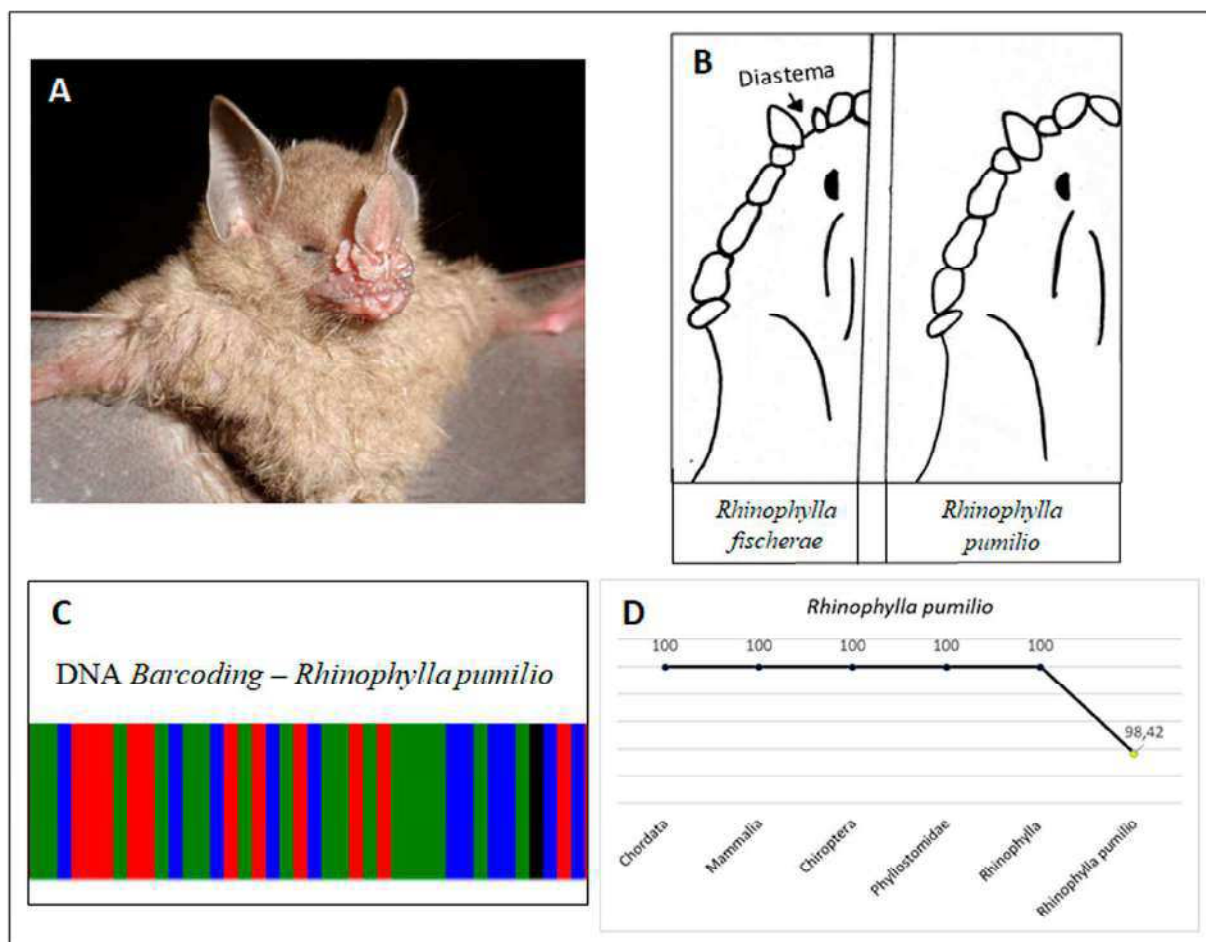 A
B
Diastema
Rhinophylla
fischerae
Rhinophylla
pumilio
C
DNA Barcoding – Rhinophylla pumilio
D
Rhinophylla pumilio
100 100 100 100 100
98,42
Chordata
Mammalia
Chiroptera
Phyllostomidae
Rhinophylla
Rhinophylla pumilio